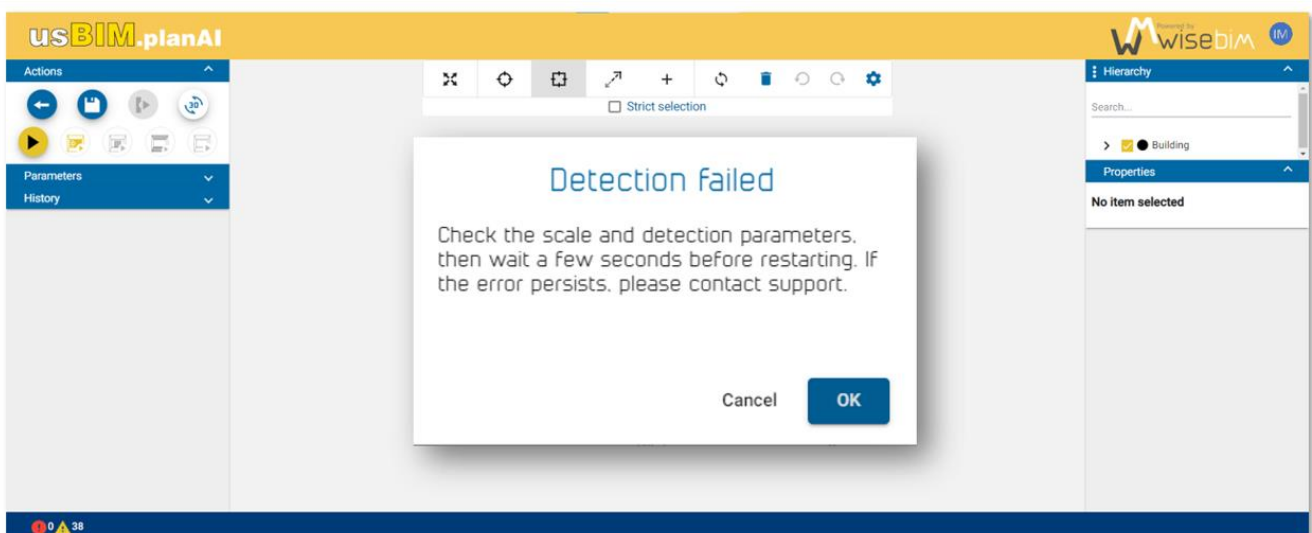 usBIM.planAI
Powered by
wisebim
IM
Actions
30
Parameters
History
Strict selection
Detection failed
Check the scale and detection parameters,
then wait a few seconds before restarting. If
the error persists, please contact support.
Cancel
OK
Hierarchy
Search...
Building
Properties
No item selected
0
38